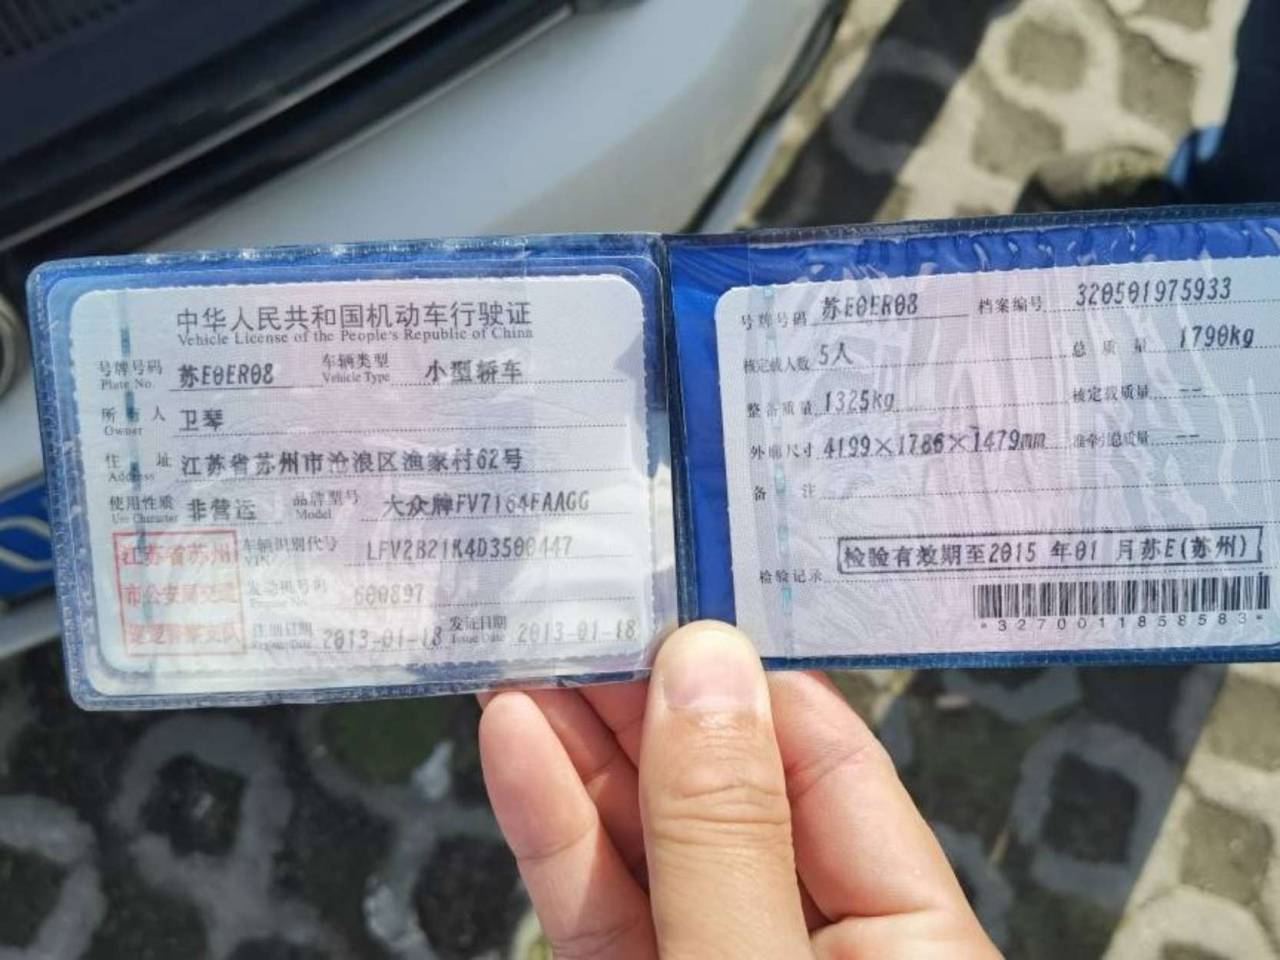 中华人民共和国机动车行驶证
Vehicle License of the People's Republic of China
号牌号码 苏E0ER08 车辆类型 小型轿车
Plate No. Vehicle Type
所有人 卫琴
Owner
住址 江苏省苏州市沧浪区渔家村62号
Address
使用性质 非营运 品牌型号 大众牌FV7164FAAGG
Use Character Model
江苏省苏州 车辆识别代号 LFV2B21K4D3500447
VIN
市公安局交通 发动机号码 600897
Engine No.
巡逻警察支队 注册日期 2013-01-18 发证日期 2013-01-18
Register Date Issue Date
号牌号码 苏E0ER08 档案编号 320501975933
核定载人数 5人 总质量 1790kg
整备质量 1325kg 核定载质量 --
外廓尺寸 4199×1786×1479mm 准牵引总质量 --
备注
检验记录 检验有效期至2015 年01 月苏E(苏州)
*3270011858583*